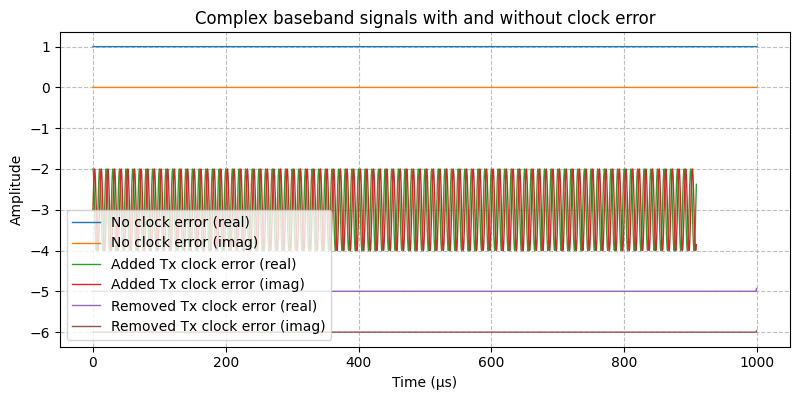 Complex baseband signals with and without clock error
1
0
−1
−2
−3
−4
−5
−6
Amplitude
No clock error (real)
No clock error (imag)
Added Tx clock error (real)
Added Tx clock error (imag)
Removed Tx clock error (real)
Removed Tx clock error (imag)
0 200 400 600 800 1000
Time (µs)